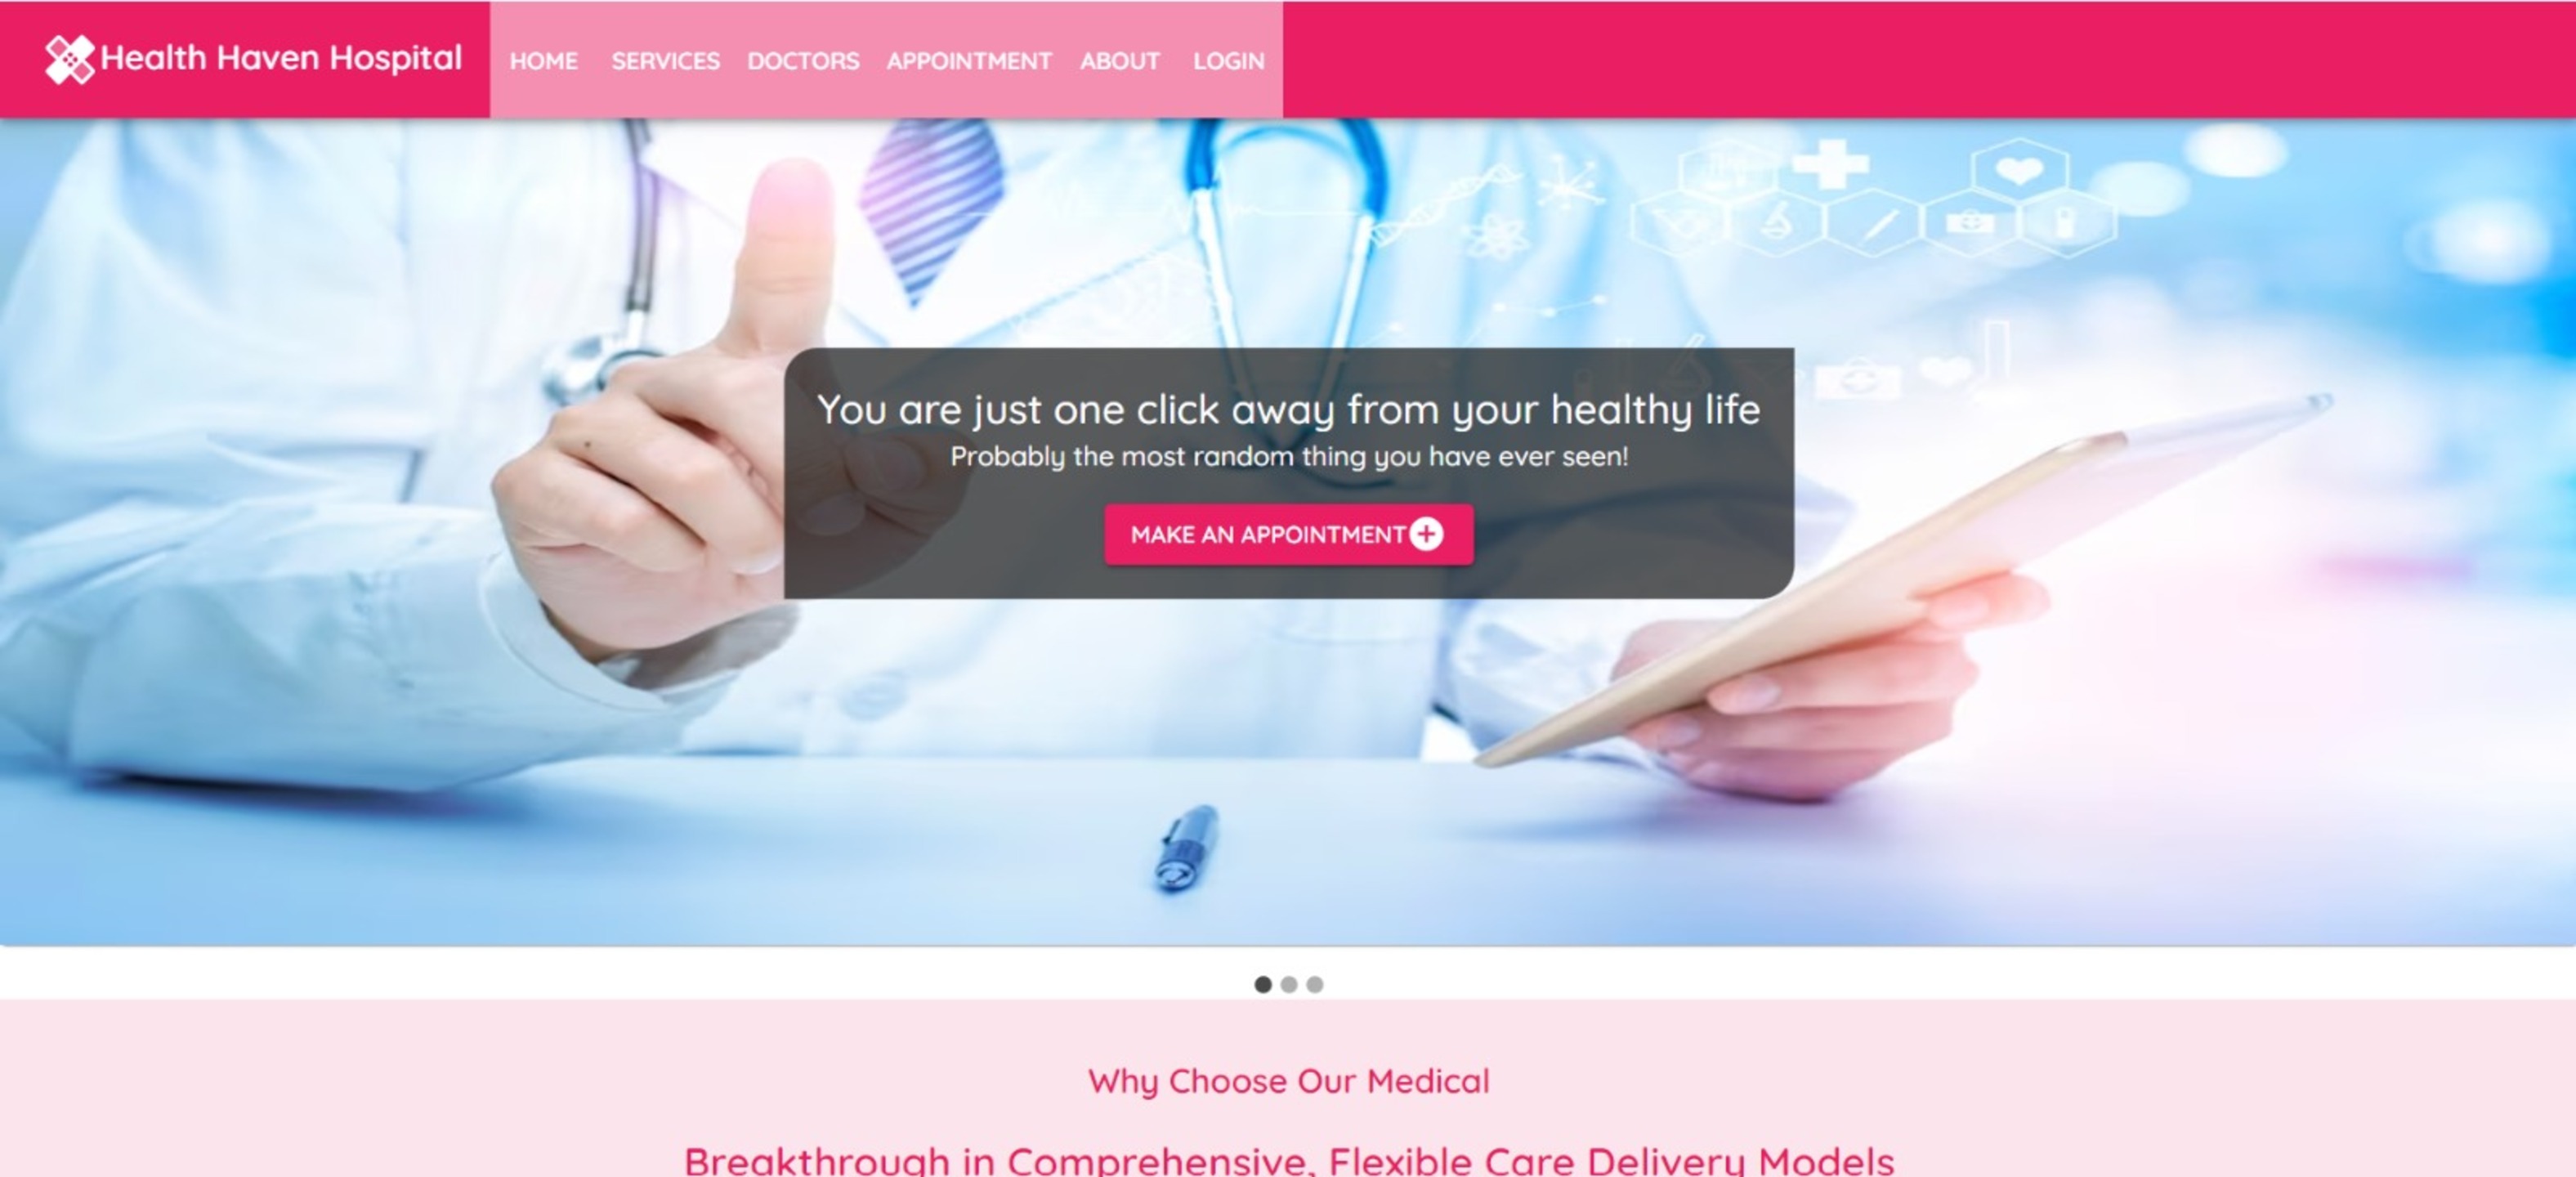 Health Haven Hospital
HOME SERVICES DOCTORS APPOINTMENT ABOUT LOGIN
You are just one click away from your healthy life
Probably the most random thing you have ever seen!
MAKE AN APPOINTMENT
Why Choose Our Medical
Breakthrough in Comprehensive, Flexible Care Delivery Models